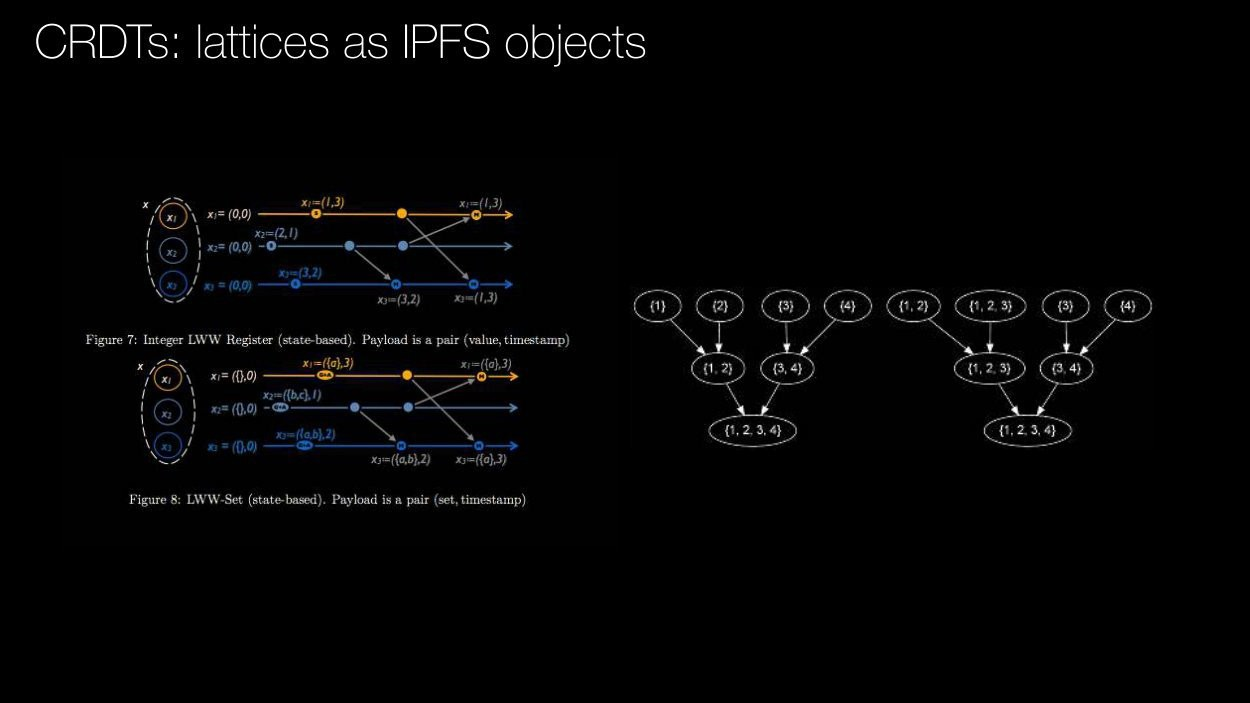 CRDTs: lattices as IPFS objects
x
x1
x2
x3
x1= (0,0)
x1:=(1,3)
x1:=(1,3)
x2= (0,0)
x2:=(2,1)
x3 = (0,0)
x3:=(3,2)
x3:=(3,2)
x3:=(1,3)
Figure 7: Integer LWW Register (state-based). Payload is a pair (value, timestamp)
x
x1
x2
x3
x1= ({},0)
x1:=({a},3)
x1:=({a},3)
x2= ({},0)
x2:=({b,c},1)
x3 = ({},0)
x3:=({a,b},2)
x3:=({a,b},2)
x3:=({a},3)
Figure 8: LWW-Set (state-based). Payload is a pair (set, timestamp)
{1} {2} {3} {4}
{1, 2} {3, 4}
{1, 2, 3, 4}
{1, 2} {1, 2, 3} {3} {4}
{1, 2, 3} {3, 4}
{1, 2, 3, 4}